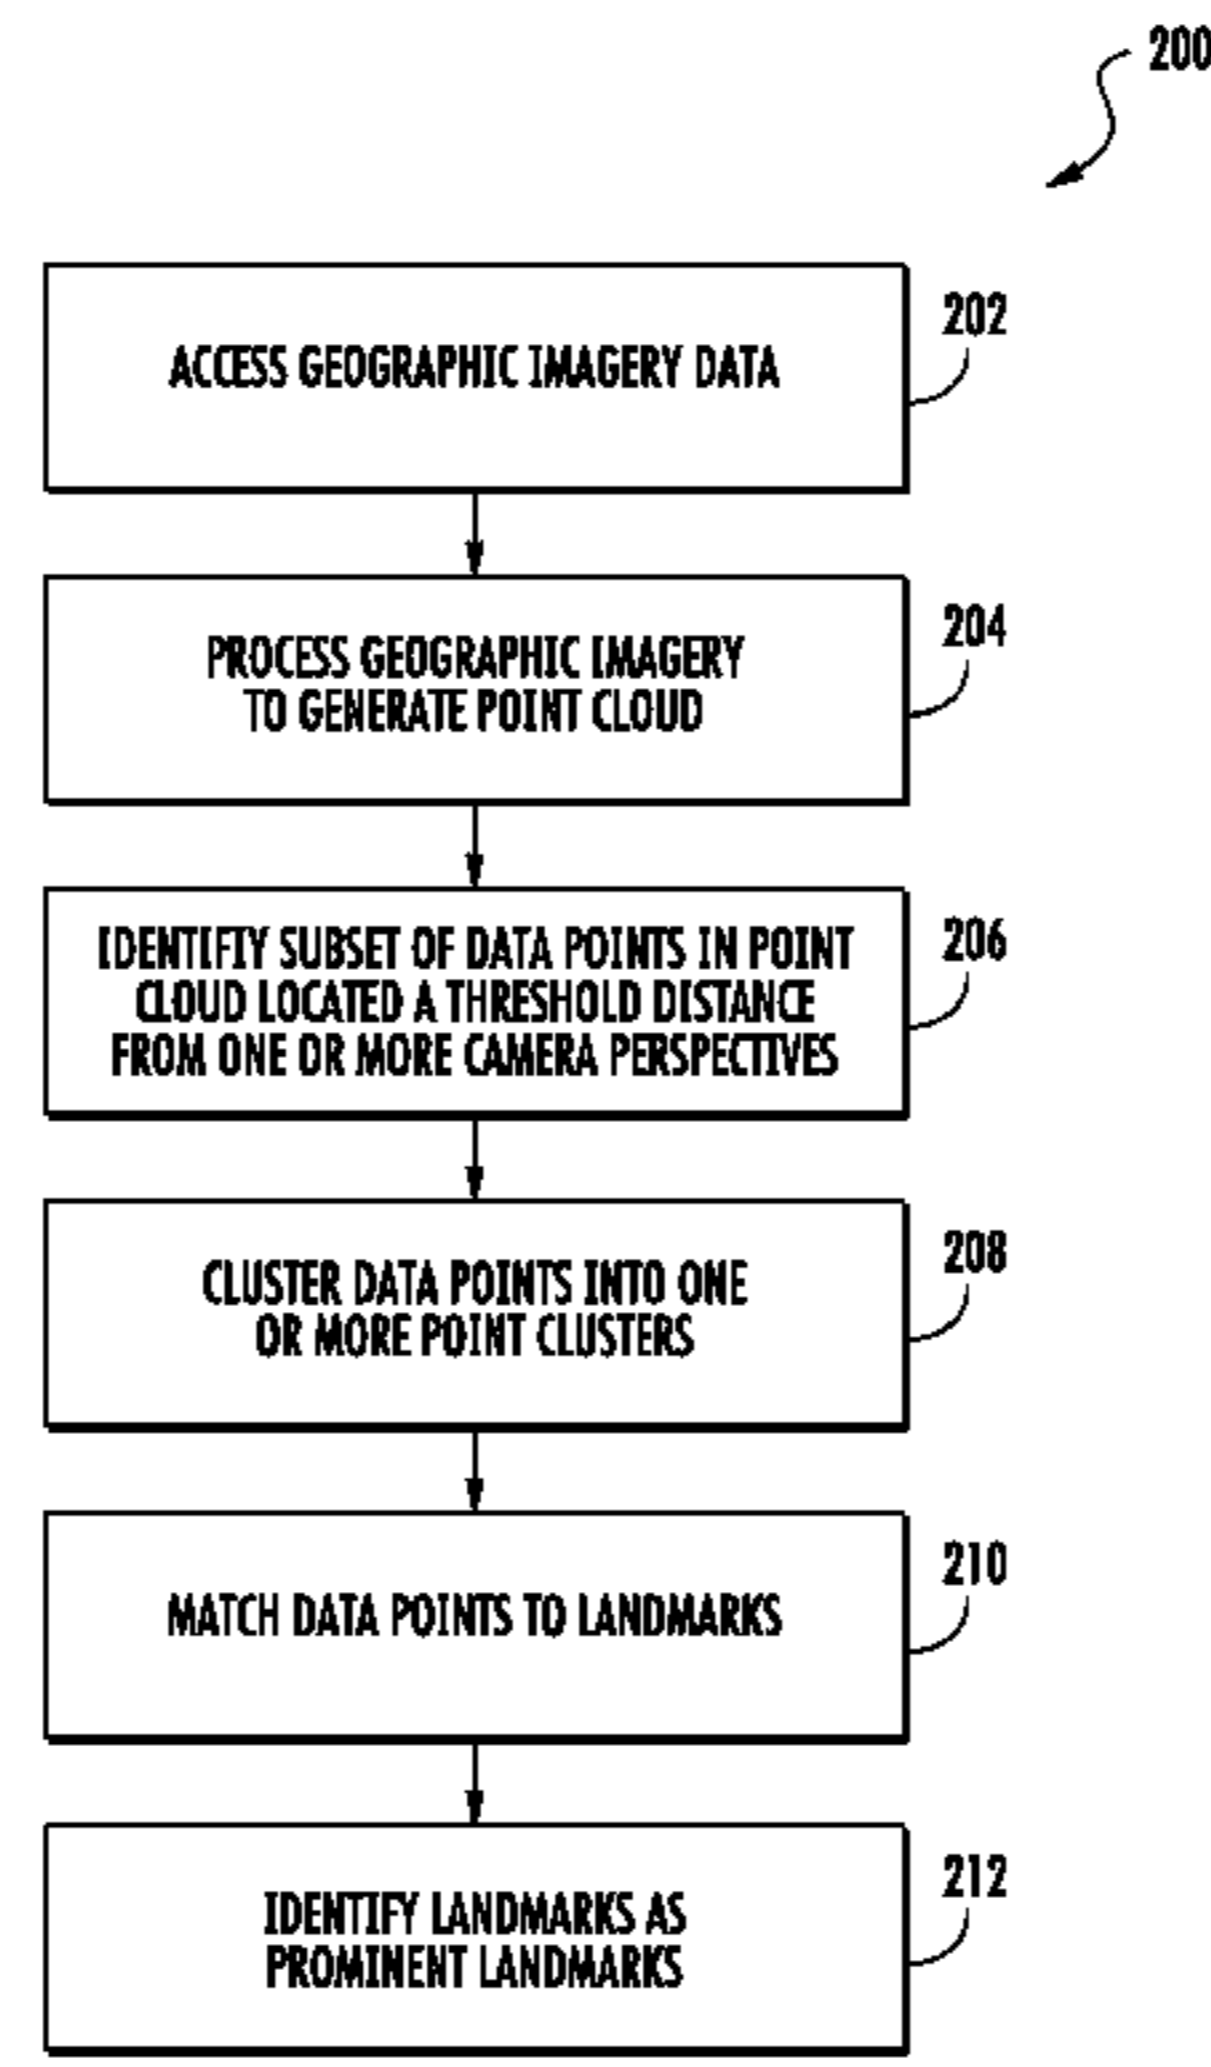 200
ACCESS GEOGRAPHIC IMAGERY DATA
202
PROCESS GEOGRAPHIC IMAGERY
TO GENERATE POINT CLOUD
204
IDENTIFIY SUBSET OF DATA POINTS IN POINT
CLOUD LOCATED A THRESHOLD DISTANCE
FROM ONE OR MORE CAMERA PERSPECTIVES
206
CLUSTER DATA POINTS INTO ONE
OR MORE POINT CLUSTERS
208
MATCH DATA POINTS TO LANDMARKS
210
IDENTIFY LANDMARKS AS
PROMINENT LANDMARKS
212